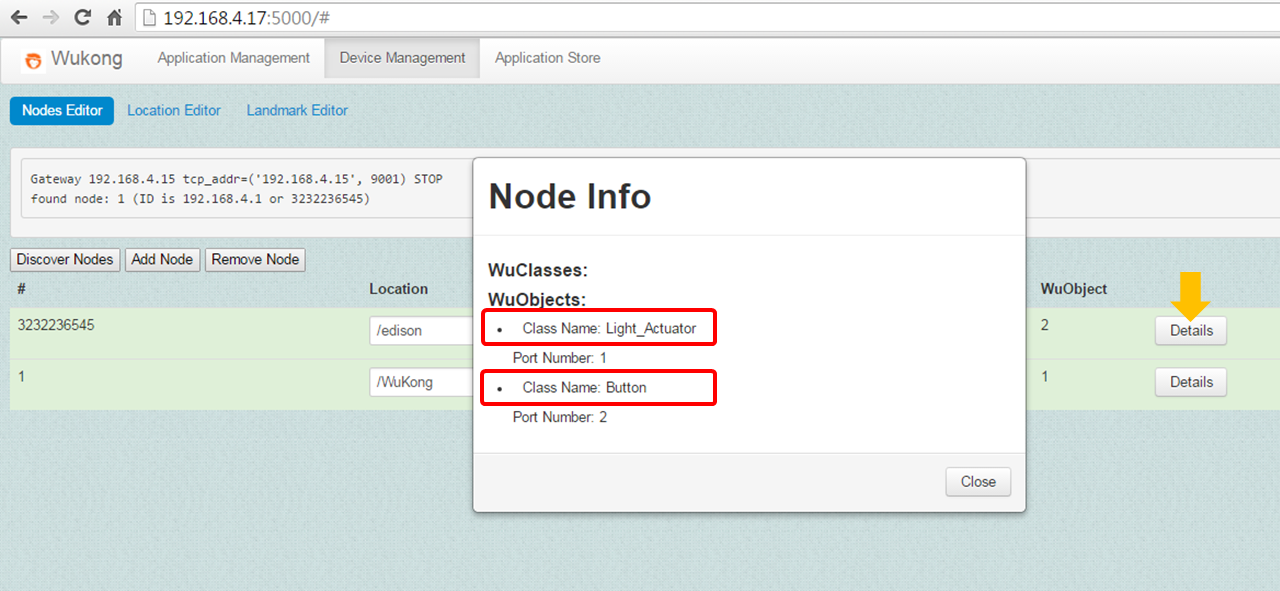 192.168.4.17:5000/#
Wukong Application Management Device Management Application Store
Nodes Editor Location Editor Landmark Editor
Gateway 192.168.4.15 tcp_addr=('192.168.4.15', 9001) STOP
found node: 1 (ID is 192.168.4.1 or 3232236545)
Discover Nodes Add Node Remove Node
# Location WuObject
3232236545 /edison 2 Details
1 /WuKong 1 Details
Node Info
WuClasses:
WuObjects:
• Class Name: Light_Actuator
Port Number: 1
• Class Name: Button
Port Number: 2
Close